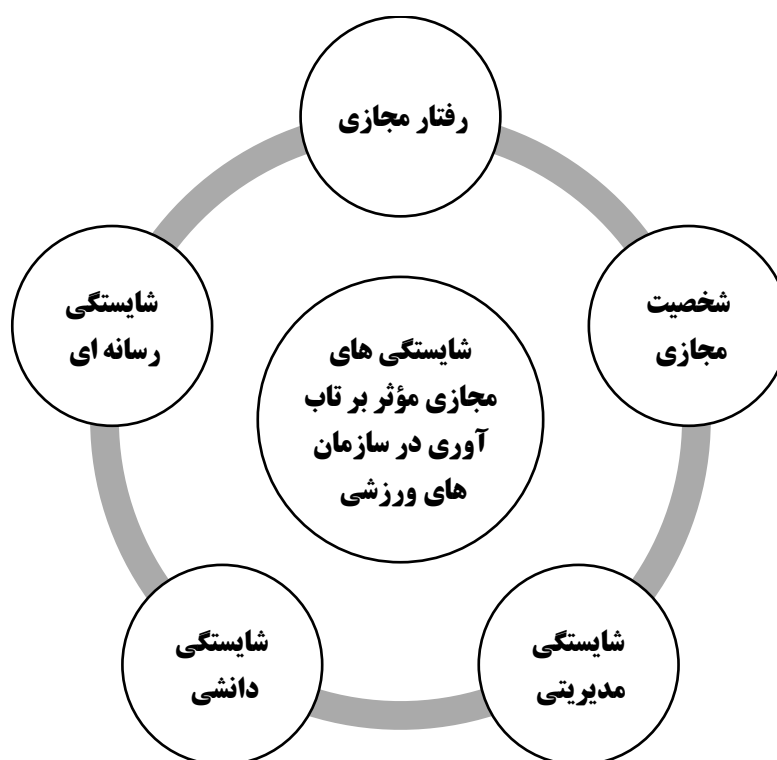 رفتار مجازی
شخصیت
مجازی
شایستگی
رسانه ای
شایستگی های
مجازی مؤثر بر تاب
آوری در سازمان
های ورزشی
شایستگی
مدیریتی
شایستگی
دانشی